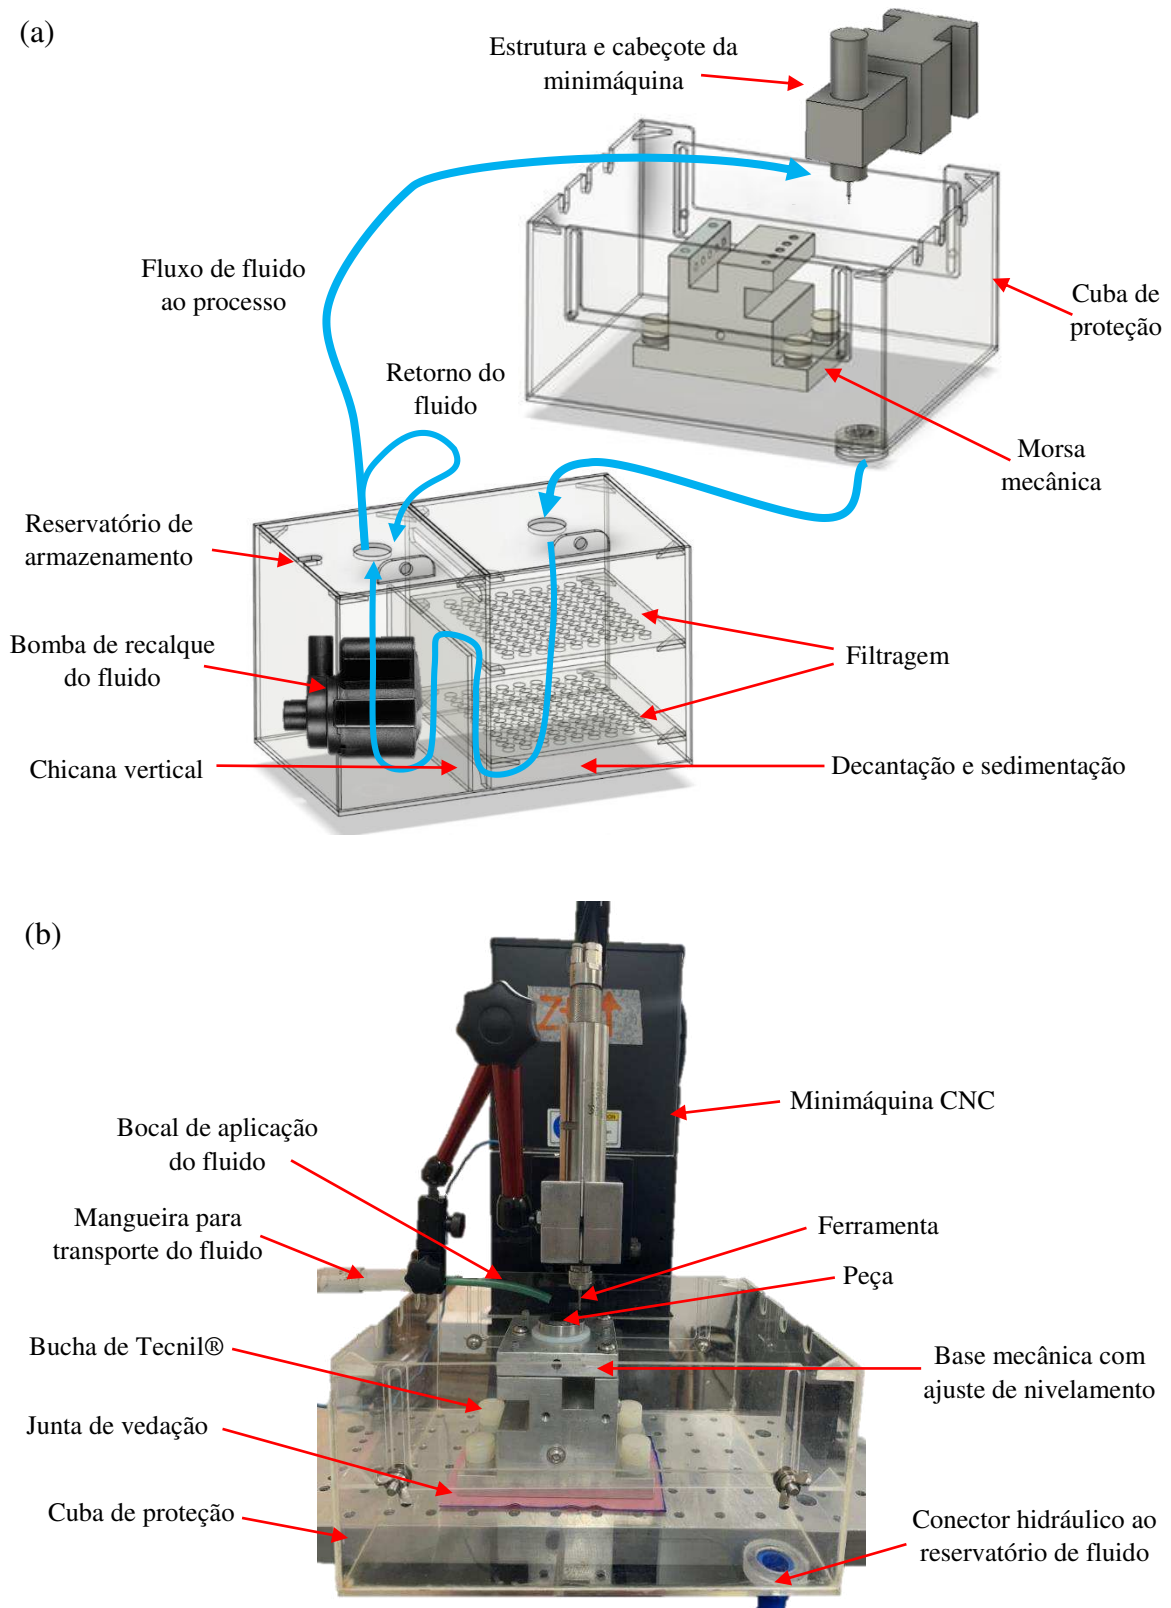 (a)
Estrutura e cabeçote da
minimáquina
Fluxo de fluido
ao processo
Cuba de
proteção
Retorno do
fluido
Morsa
mecânica
Reservatório de
armazenamento
Bomba de recalque
do fluido
Filtragem
Chicana vertical
Decantação e sedimentação
(b)
Z-
Minimáquina CNC
Bocal de aplicação
do fluido
Mangueira para
transporte do fluido
Ferramenta
Peça
Bucha de Tecnil®
Base mecânica com
ajuste de nivelamento
Junta de vedação
Cuba de proteção
Conector hidráulico ao
reservatório de fluido